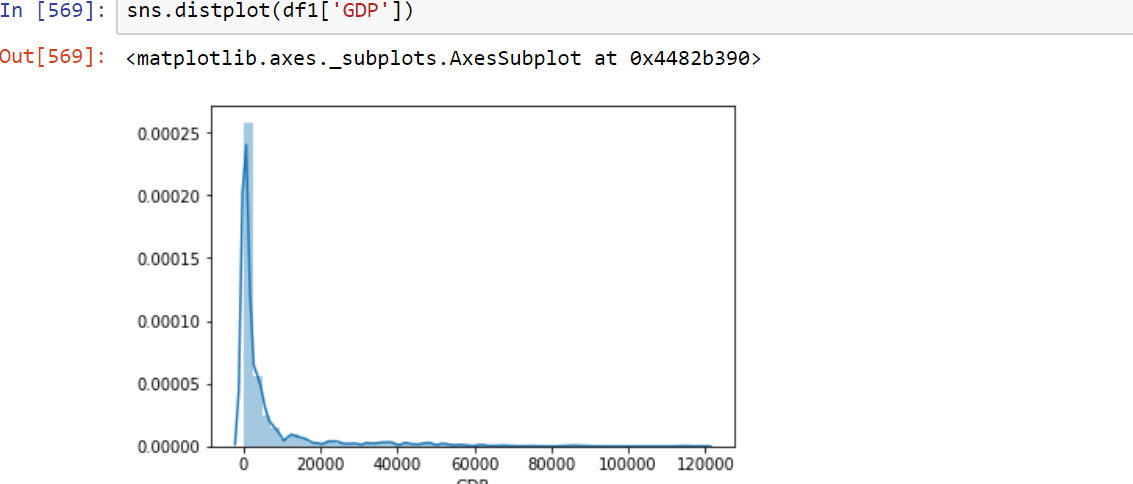 In [569]: sns.distplot(df1['GDP'])
Out[569]: <matplotlib.axes._subplots.AxesSubplot at 0x4482b390>
0.00025
0.00020
0.00015
0.00010
0.00005
0.00000
0 20000 40000 60000 80000 100000 120000
GDP